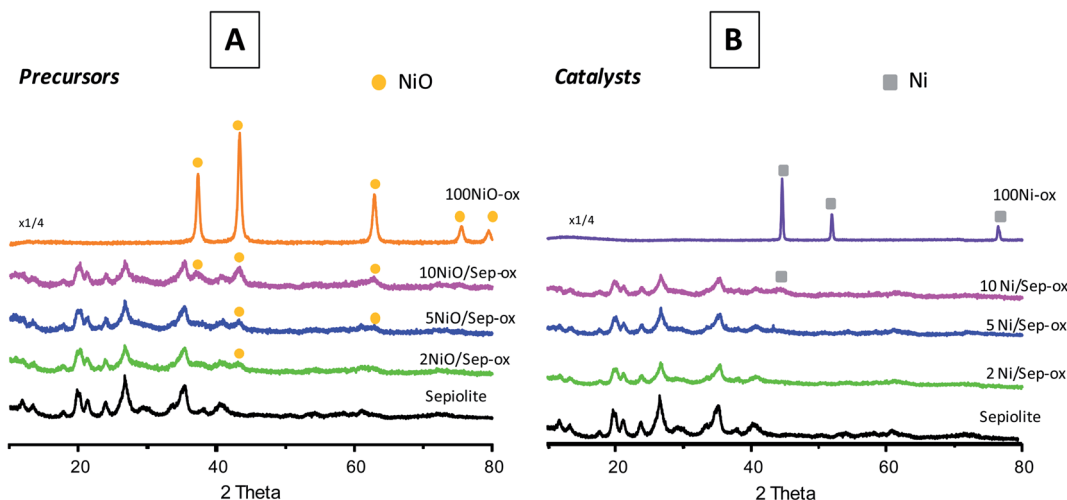 A
Precursors
NiO
100NiO-ox
x1/4
10NiO/Sep-ox
5NiO/Sep-ox
2NiO/Sep-ox
Sepiolite
20
40
60
80
2 Theta
B
Catalysts
Ni
100Ni-ox
x1/4
10 Ni/Sep-ox
5 Ni/Sep-ox
2 Ni/Sep-ox
Sepiolite
20
40
60
80
2 Theta